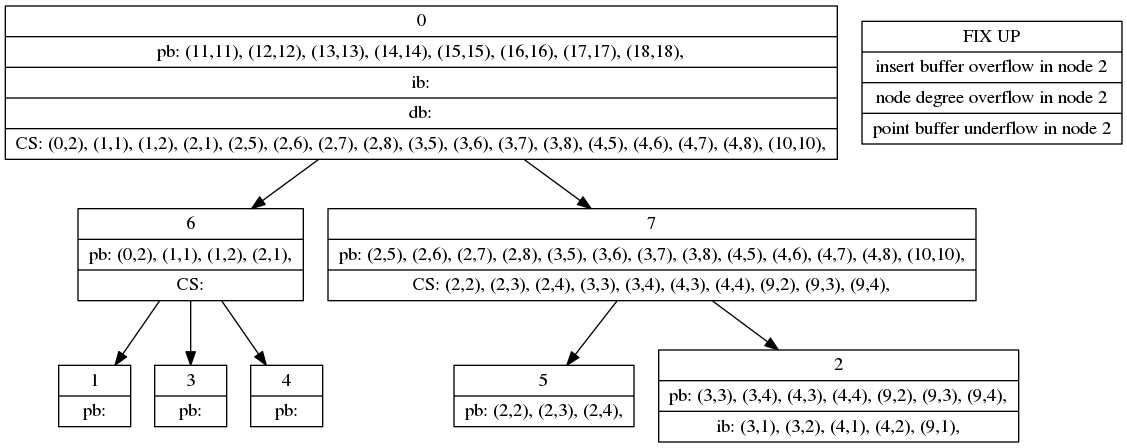 0
pb: (11,11), (12,12), (13,13), (14,14), (15,15), (16,16), (17,17), (18,18),
ib:
db:
CS: (0,2), (1,1), (1,2), (2,1), (2,5), (2,6), (2,7), (2,8), (3,5), (3,6), (3,7), (3,8), (4,5), (4,6), (4,7), (4,8), (10,10),
FIX UP
insert buffer overflow in node 2
node degree overflow in node 2
point buffer underflow in node 2
6
pb: (0,2), (1,1), (1,2), (2,1),
CS:
7
pb: (2,5), (2,6), (2,7), (2,8), (3,5), (3,6), (3,7), (3,8), (4,5), (4,6), (4,7), (4,8), (10,10),
CS: (2,2), (2,3), (2,4), (3,3), (3,4), (4,3), (4,4), (9,2), (9,3), (9,4),
1
pb:
3
pb:
4
pb:
5
pb: (2,2), (2,3), (2,4),
2
pb: (3,3), (3,4), (4,3), (4,4), (9,2), (9,3), (9,4),
ib: (3,1), (3,2), (4,1), (4,2), (9,1),